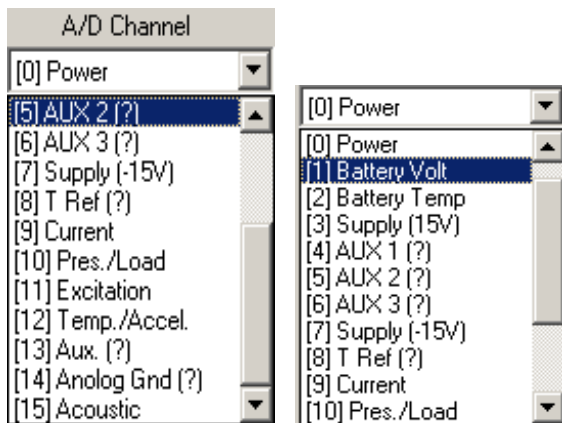 A/D Channel
[0] Power
[5] AUX 2 (?)
[6] AUX 3 (?)
[7] Supply (-15V)
[8] T Ref (?)
[9] Current
[10] Pres./Load
[11] Excitation
[12] Temp./Accel.
[13] Aux. (?)
[14] Anolog Gnd (?)
[15] Acoustic
[0] Power
[0] Power
[1] Battery Volt
[2] Battery Temp
[3] Supply (15V)
[4] AUX 1 (?)
[5] AUX 2 (?)
[6] AUX 3 (?)
[7] Supply (-15V)
[8] T Ref (?)
[9] Current
[10] Pres./Load